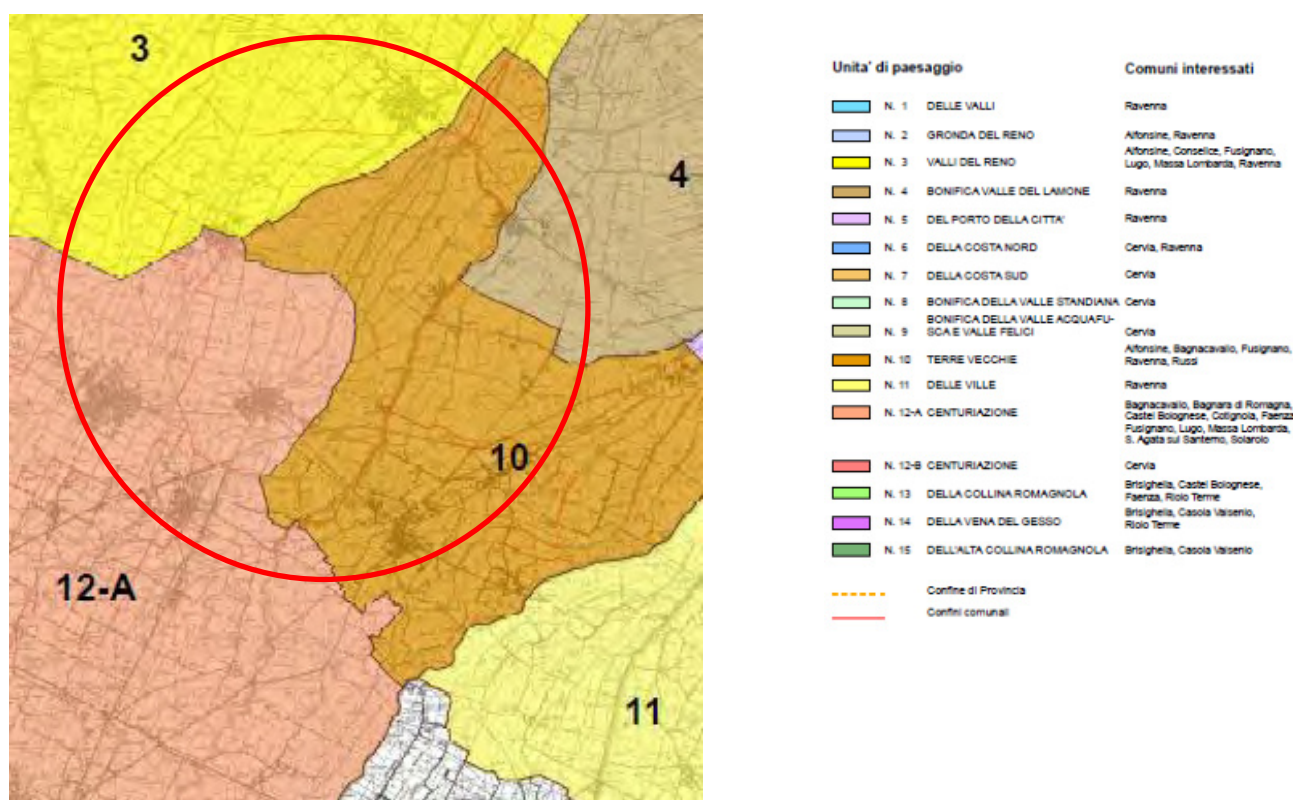 3
4
10
12-A
11
Unita' di paesaggio Comuni interessati
N. 1 DELLE VALLI Ravenna
N. 2 GRONDA DEL RENO Alfonsine, Ravenna
N. 3 VALLI DEL RENO Alfonsine, Conselice, Fusignano,
Lugo, Massa Lombarda, Ravenna
N. 4 BONIFICA VALLE DEL LAMONE Ravenna
N. 5 DEL PORTO DELLA CITTA' Ravenna
N. 6 DELLA COSTA NORD Cervia, Ravenna
N. 7 DELLA COSTA SUD Cervia
N. 8 BONIFICA DELLA VALLE STANDIANA Cervia
N. 9 BONIFICA DELLA VALLE ACQUAFU-
SCA E VALLE FELICI Cervia
N. 10 TERRE VECCHIE Alfonsine, Bagnacavallo, Fusignano,
Ravenna, Russi
N. 11 DELLE VILLE Ravenna
N. 12-A CENTURIAZIONE Bagnacavallo, Bagnara di Romagna,
Castel Bolognese, Cotignola, Faenza
Fusignano, Lugo, Massa Lombarda,
S. Agata sul Santerno, Solarolo
N. 12-B CENTURIAZIONE Cervia
N. 13 DELLA COLLINA ROMAGNOLA Brisighella, Castel Bolognese,
Faenza, Riolo Terme
N. 14 DELLA VENA DEL GESSO Brisighella, Casola Valsenio,
Riolo Terme
N. 15 DELL'ALTA COLLINA ROMAGNOLA Brisighella, Casola Valsenio
Confine di Provincia
Confini comunali